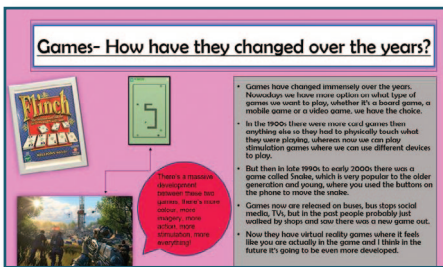 Games- How have they changed over the years?
Flinch
There's a massive
development
between these two
games, there's more
colour, more
imagery, more
action, more
stimulation, more
everything!
• Games have changed immensely over the years.
Nowadays we have more option on what type of
games we want to play, whether it's a board game, a
mobile game or a video game, we have the choice.
• In the 1900s there were more card games then
anything else so they had to physically touch what
they were playing, whereas now we can play
stimulation games where we can use different devices
to play.
• But then in late 1990s to early 2000s there was a
game called Snake, which is very popular to the older
generation and young, where you used the buttons on
the phone to move the snake.
• Games now are released on buses, bus stops social
media, TVs, but in the past people probably just
walked by shops and saw there was a new game out.
• Now they have virtual reality games where it feels
like you are actually in the game and I think in the
future it's going to be even more developed.